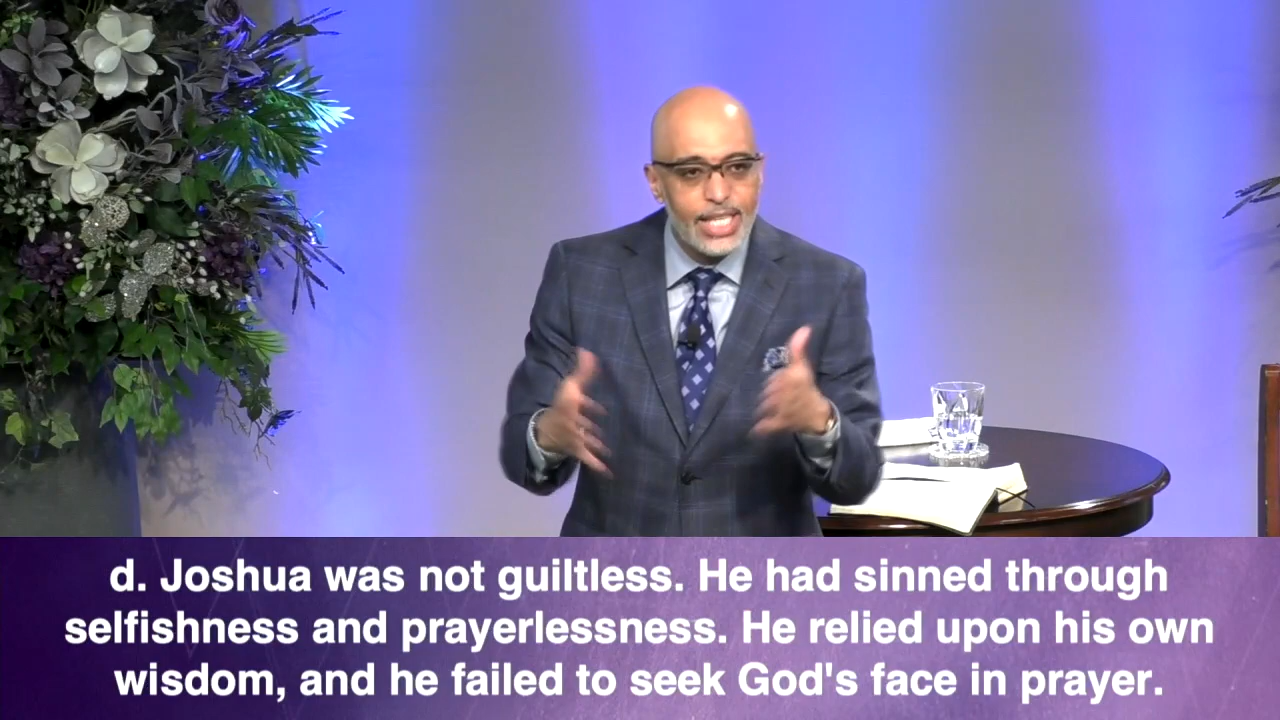 d. Joshua was not guiltless. He had sinned through
selfishness and prayerlessness. He relied upon his own
wisdom, and he failed to seek God's face in prayer.